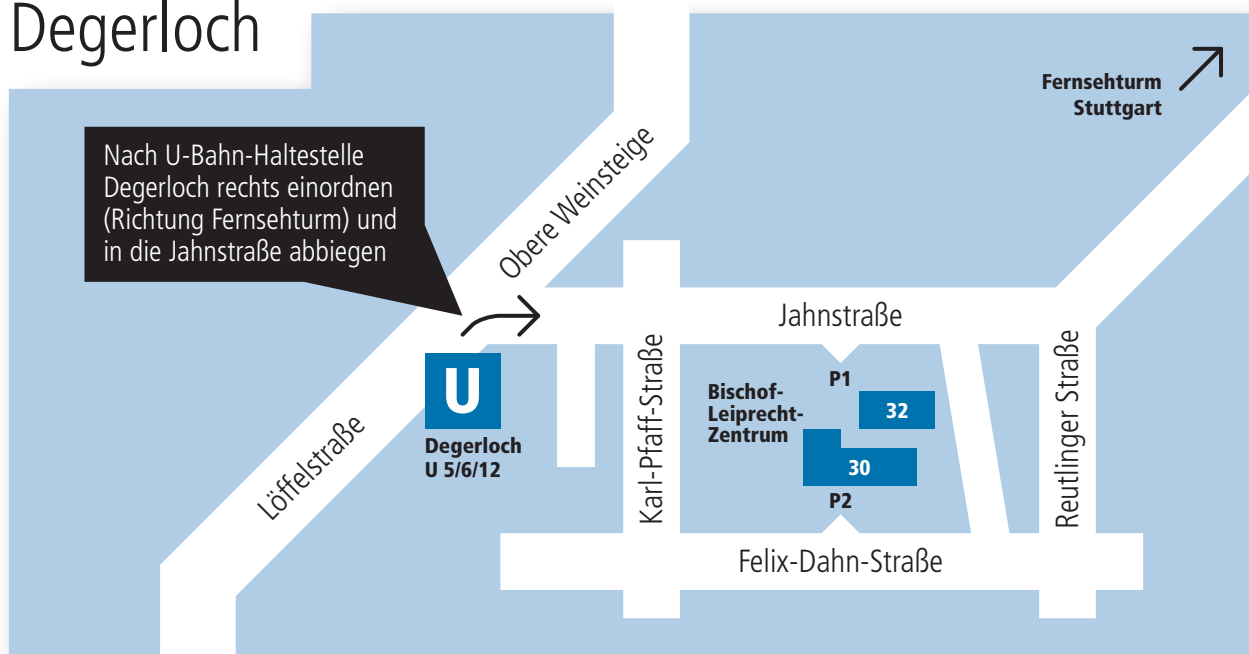 Degerloch
Fernsehturm
Stuttgart
Nach U-Bahn-Haltestelle
Degerloch rechts einordnen
(Richtung Fernsehturm) und
in die Jahnstraße abbiegen
Obere Weinsteige
Jahnstraße
Löffelstraße
U
Degerloch
U 5/6/12
Karl-Pfaff-Straße
Bischof-
Leiprecht-
Zentrum
P1
32
30
P2
Reutlinger Straße
Felix-Dahn-Straße